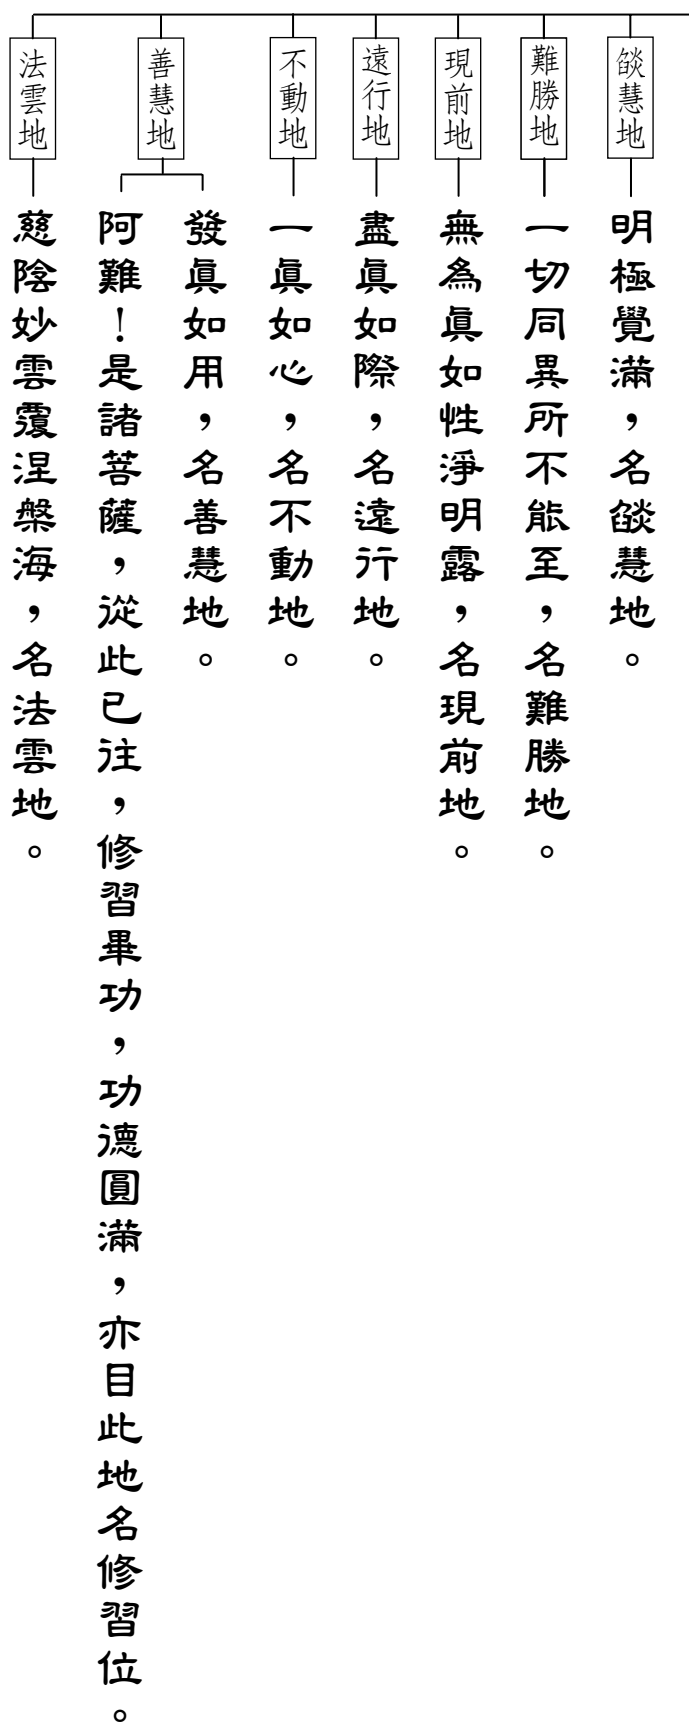 燄慧地
明極覺滿，名燄慧地。
難勝地
一切同異所不能至，名難勝地。
現前地
無為眞如性淨明露，名現前地。
遠行地
盡眞如際，名遠行地。
不動地
一眞如心，名不動地。
善慧地
發眞如用，名善慧地。
阿難！是諸菩薩，從此已往，修習畢功，功德圓滿，亦目此地名修習位。
法雲地
慈陰妙雲覆涅槃海，名法雲地。